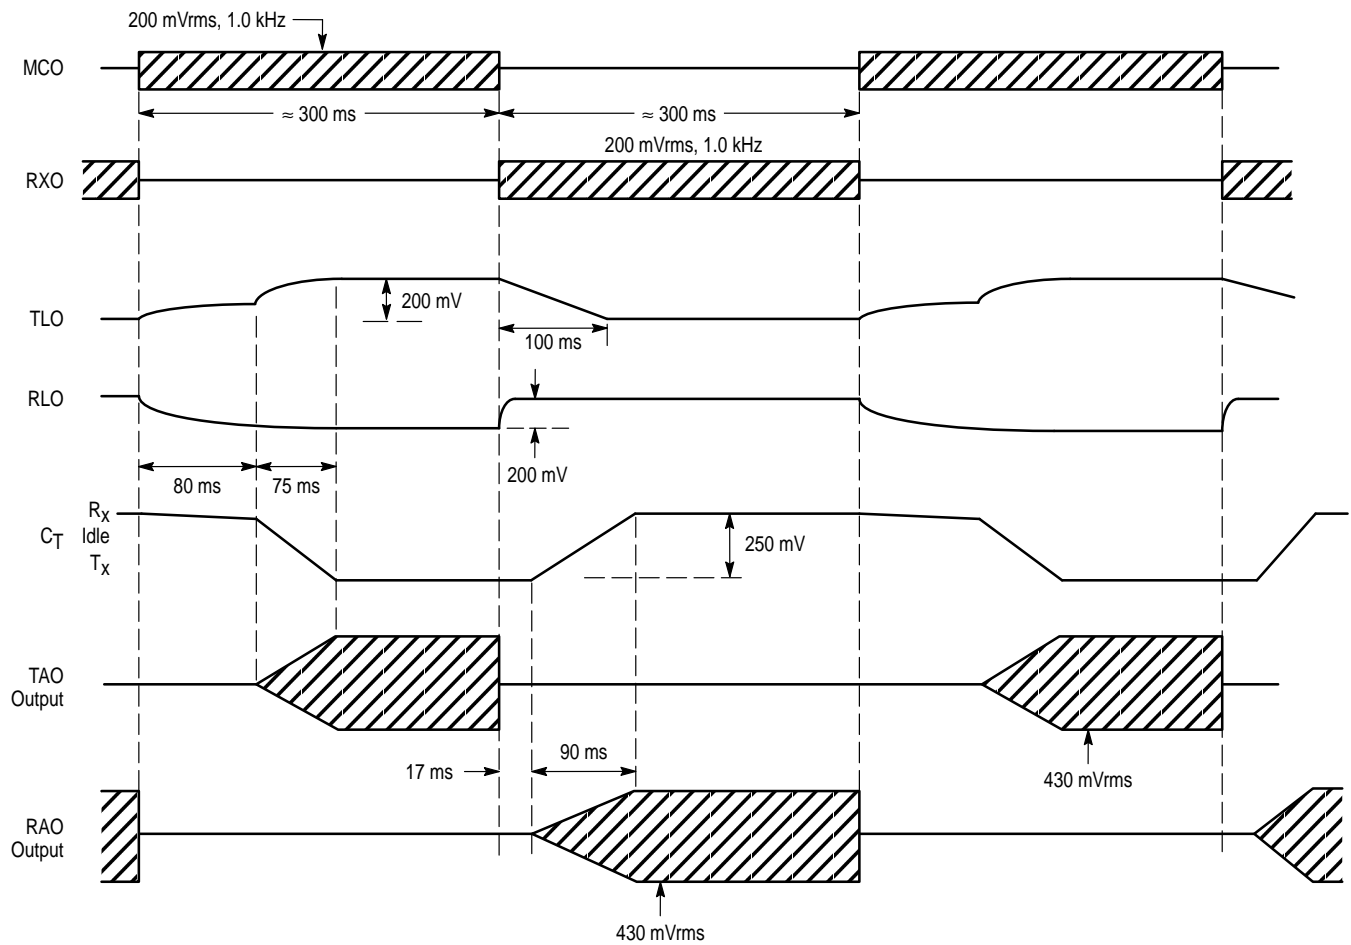 200 mVrms, 1.0 kHz
MCO
≈ 300 ms
≈ 300 ms
200 mVrms, 1.0 kHz
RXO
200 mV
TLO
100 ms
RLO
200 mV
80 ms
75 ms
RX
CT Idle
TX
250 mV
TAO
Output
90 ms
17 ms
430 mVrms
RAO
Output
430 mVrms